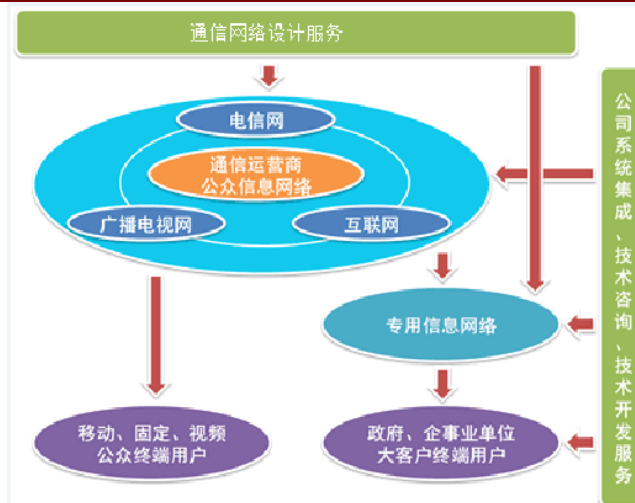 通信网络设计服务
电信网
通信运营商
公众信息网络
广播电视网
互联网
专用信息网络
移动、固定、视频
公众终端用户
政府、企事业单位
大客户终端用户
公司系统集成、技术咨询、技术开发服务